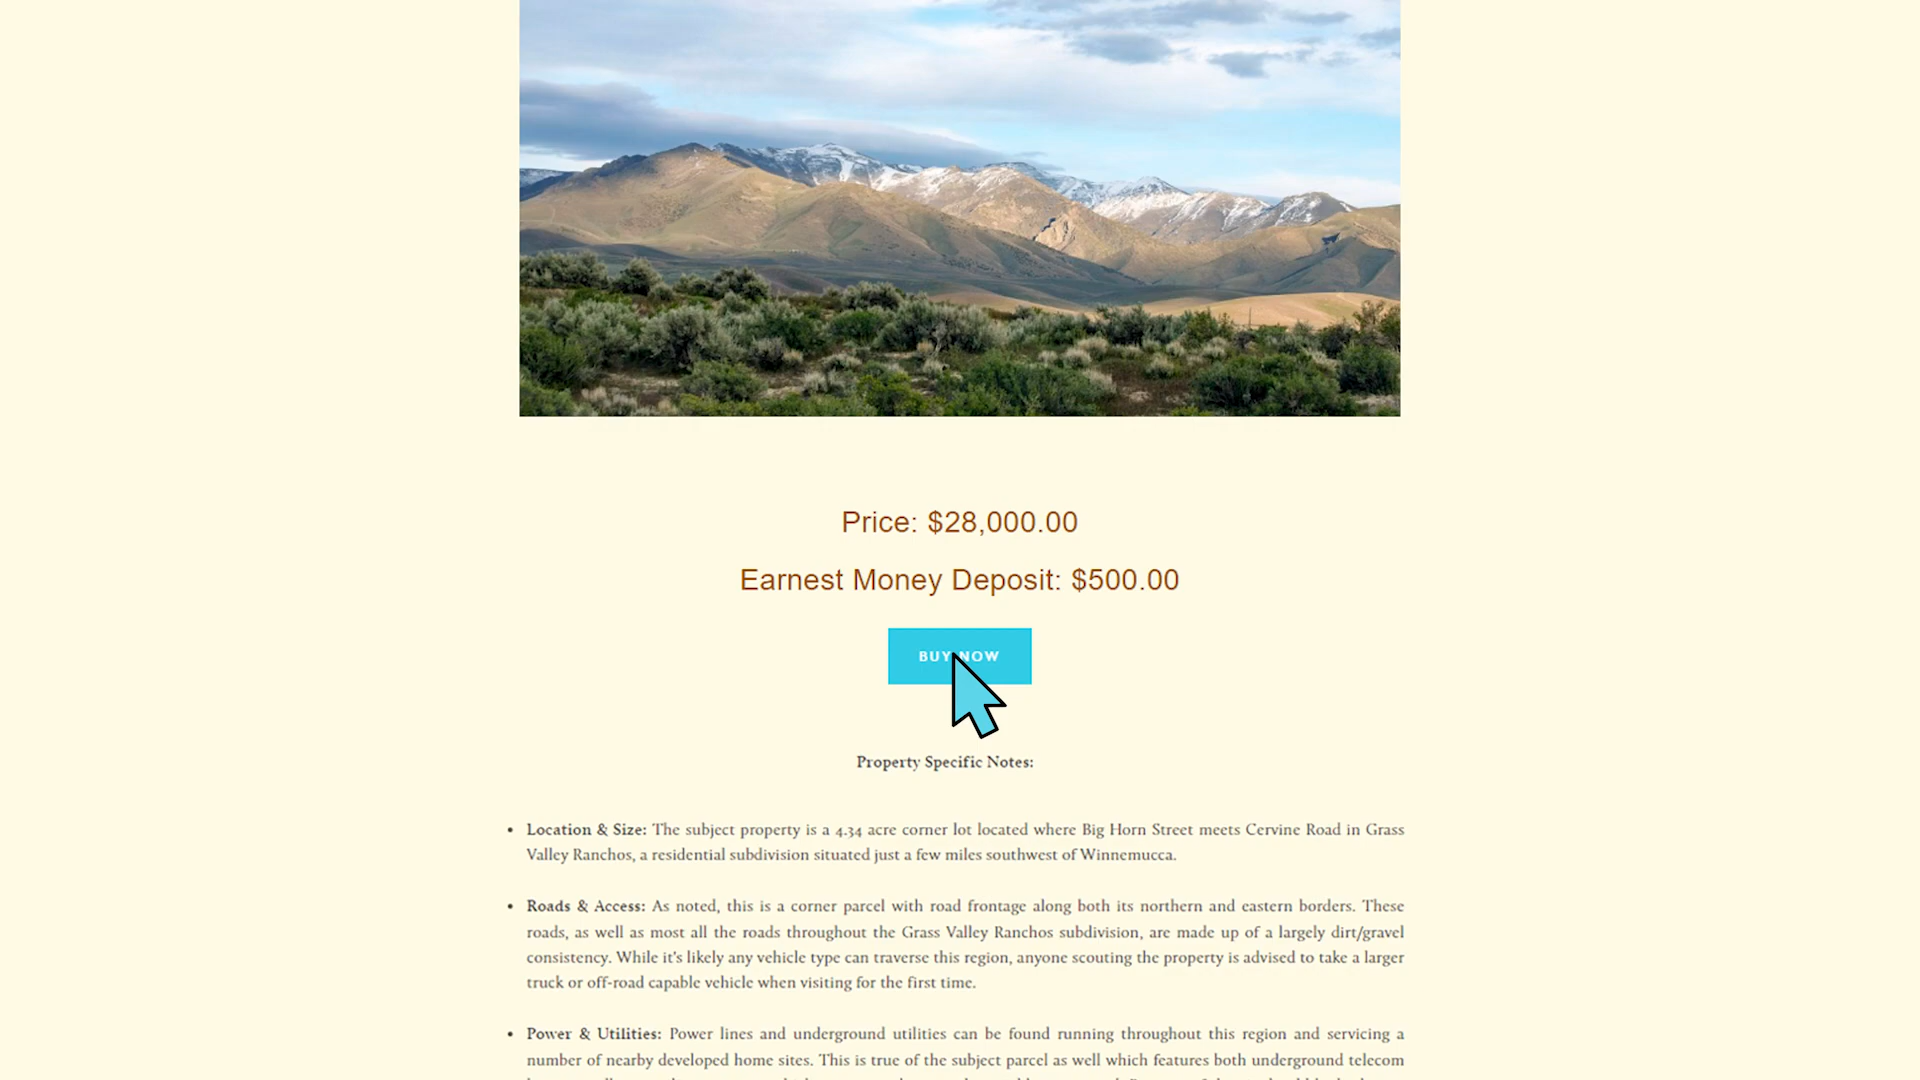 Price: $28,000.00
Earnest Money Deposit: $500.00
BUY NOW
Property Specific Notes:
• Location & Size: The subject property is a 4.34 acre corner lot located where Big Horn Street meets Cervine Road in Grass
Valley Ranchos, a residential subdivision situated just a few miles southwest of Winnemucca.
• Roads & Access: As noted, this is a corner parcel with road frontage along both its northern and eastern borders. These
roads, as well as most all the roads throughout the Grass Valley Ranchos subdivision, are made up of a largely dirt/gravel
consistency. While it's likely any vehicle type can traverse this region, anyone scouting the property is advised to take a larger
truck or off-road capable vehicle when visiting for the first time.
• Power & Utilities: Power lines and underground utilities can be found running throughout this region and servicing a
number of nearby developed home sites. This is true of the subject parcel as well which features both underground telecom